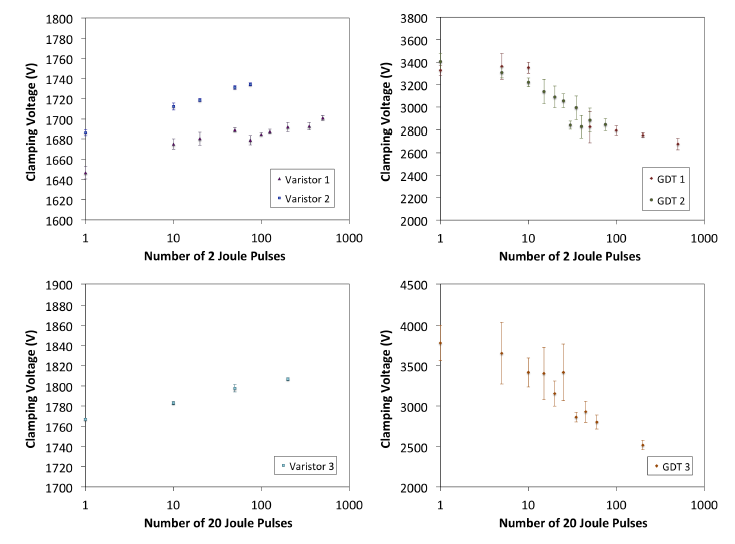 1800
1780
1760
1740
1720
1700
1680
1660
1640
1620
1600
Clamping Voltage (V)
Varistor 1
Varistor 2
1 10 100 1000
Number of 2 Joule Pulses
3800
3600
3400
3200
3000
2800
2600
2400
2200
2000
Clamping Voltage (V)
GDT 1
GDT 2
1 10 100 1000
Number of 2 Joule Pulses
1900
1880
1860
1840
1820
1800
1780
1760
1740
1720
1700
Clamping Voltage (V)
Varistor 3
1 10 100 1000
Number of 20 Joule Pulses
4500
4000
3500
3000
2500
2000
Clamping Voltage (V)
GDT 3
1 10 100 1000
Number of 20 Joule Pulses